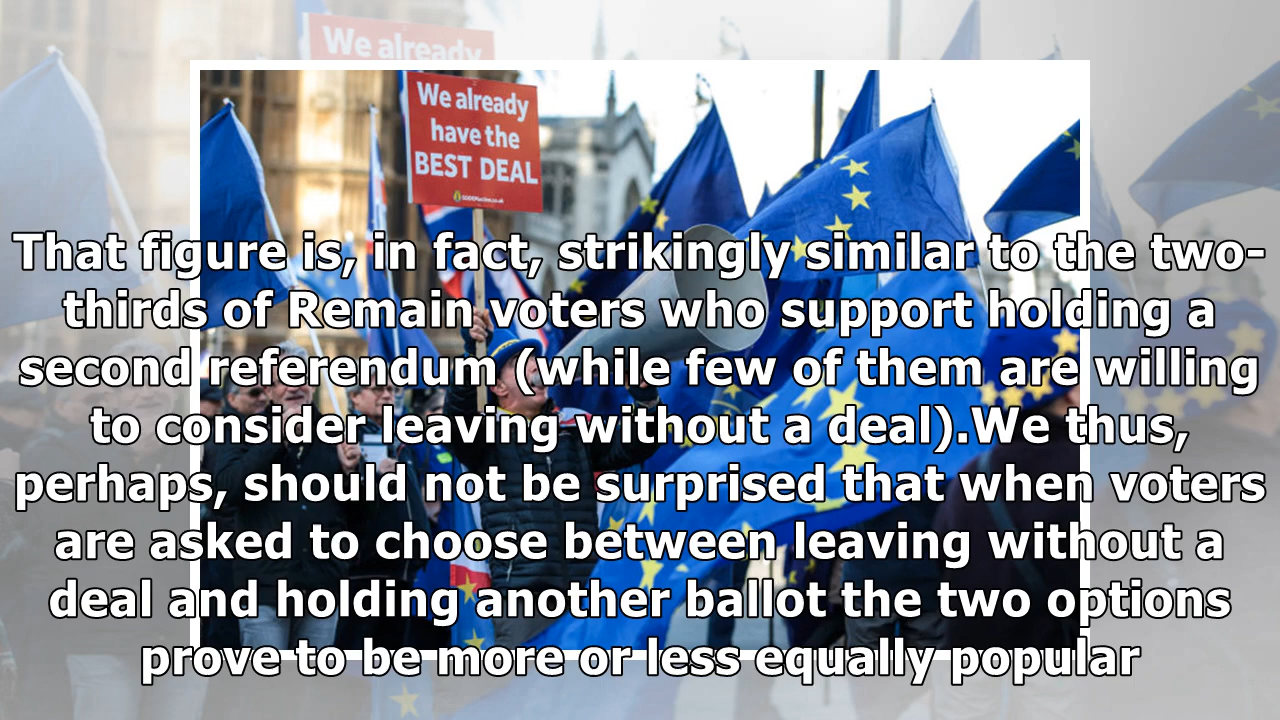 We already
We already
have the
BEST DEAL
That figure is, in fact, strikingly similar to the two-
thirds of Remain voters who support holding a
second referendum (while few of them are willing
to consider leaving without a deal).We thus,
perhaps, should not be surprised that when voters
are asked to choose between leaving without a
deal and holding another ballot the two options
prove to be more or less equally popular